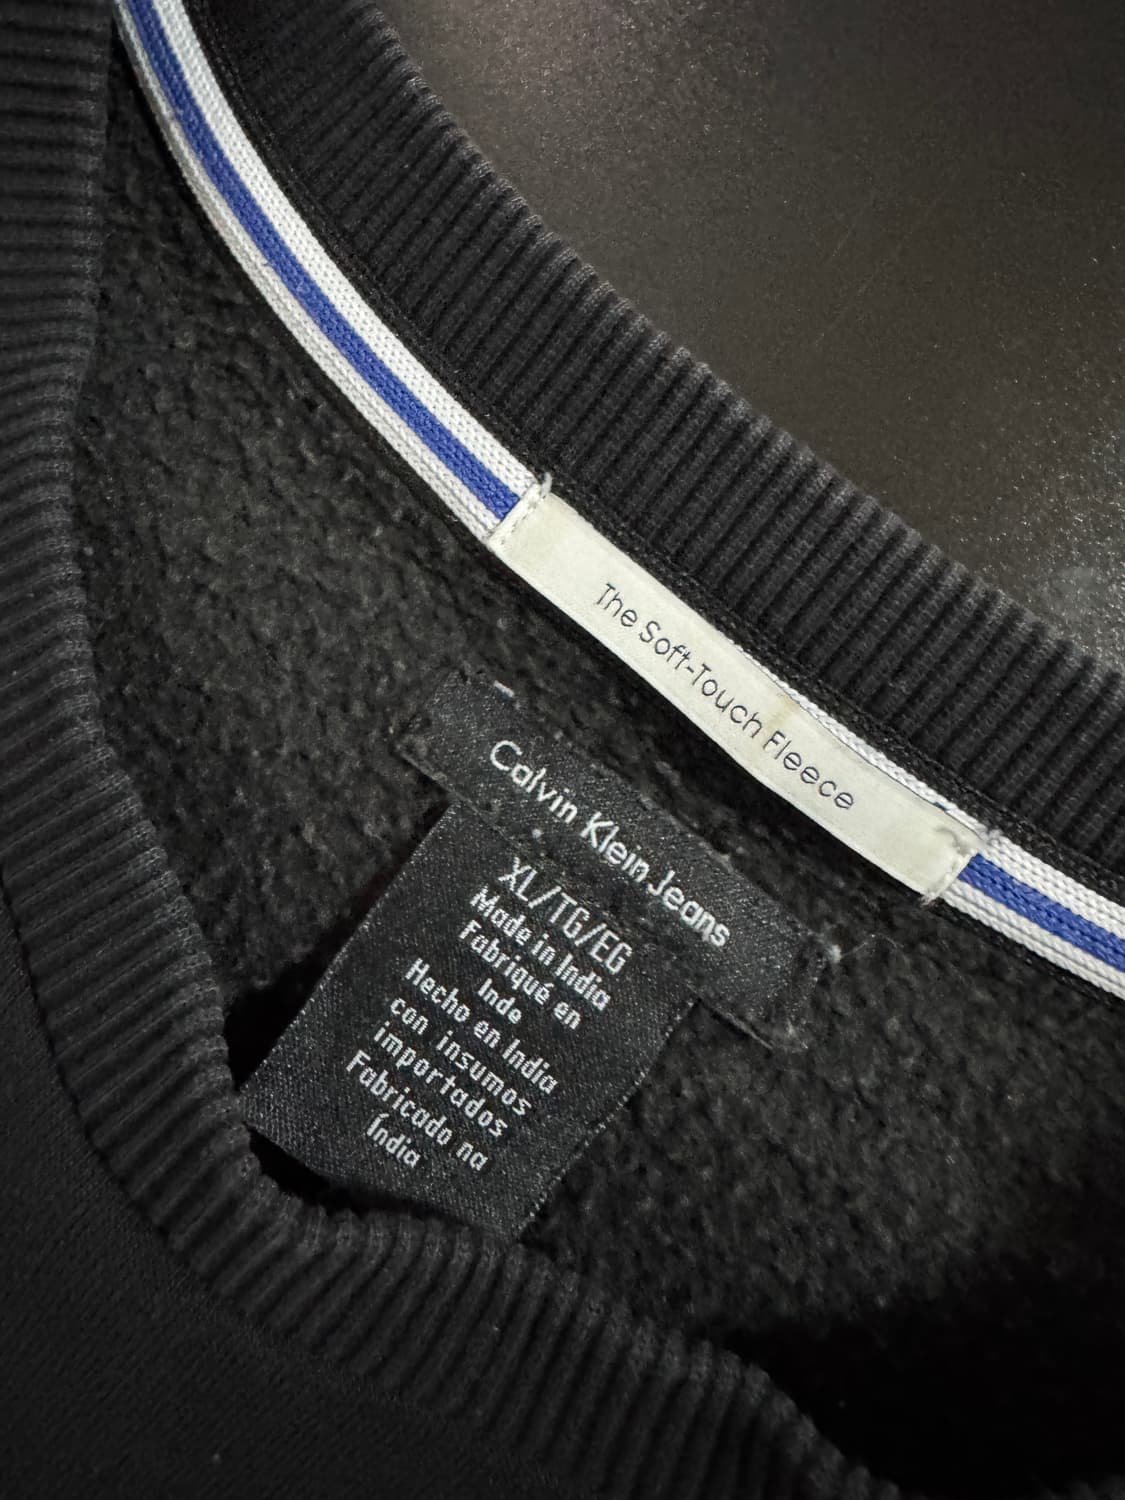 The Soft-Touch Fleece
Calvin Klein Jeans
XL/TG/EG
Made in India
Fabriqué en
Inde
Hecho en India
con insumos
importados
Fabricado na
Índia